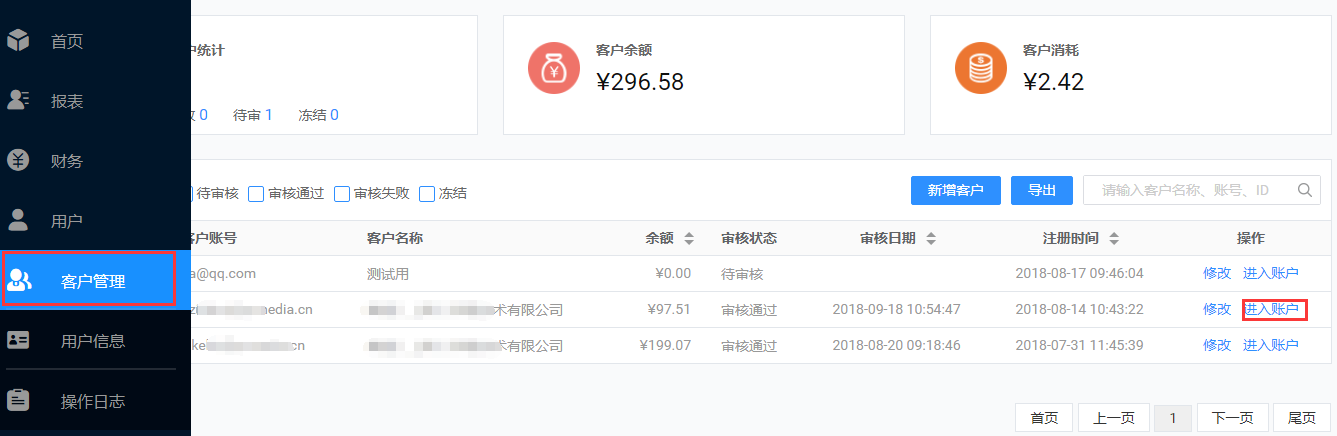 首页
报表
财务
用户
客户管理
用户信息
操作日志
户统计
0 待审 1 冻结 0
客户余额
¥296.58
客户消耗
¥2.42
待审核 审核通过 审核失败 冻结
新增客户 导出 请输入客户名称、账号、ID
客户账号 客户名称 余额 审核状态 审核日期 注册时间 操作
a@qq.com 测试用 ¥0.00 待审核 2018-08-17 09:46:04 修改 进入账户
media.cn 术有限公司 ¥97.51 审核通过 2018-09-18 10:54:47 2018-08-14 10:43:22 修改 进入账户
cn 术有限公司 ¥199.07 审核通过 2018-08-20 09:18:46 2018-07-31 11:45:39 修改 进入账户
首页 上一页 1 下一页 尾页